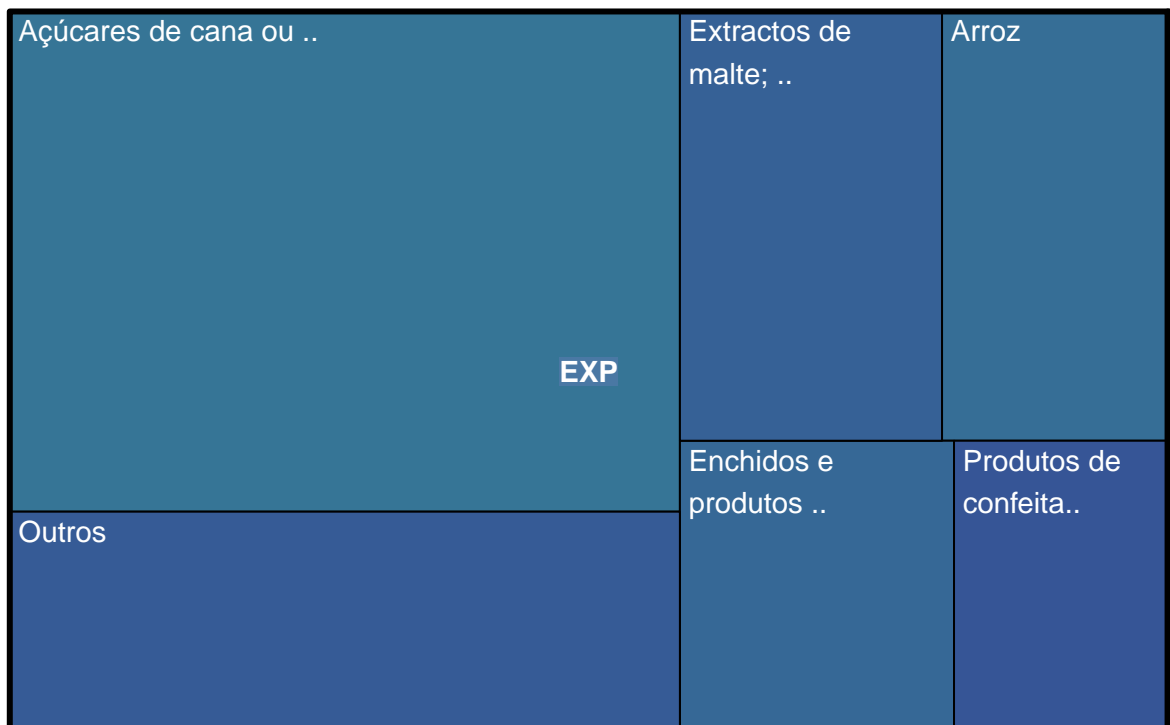 Açúcares de cana ou ..
Extractos de
malte; ..
Arroz
EXP
Outros
Enchidos e
produtos ..
Produtos de
confeita..